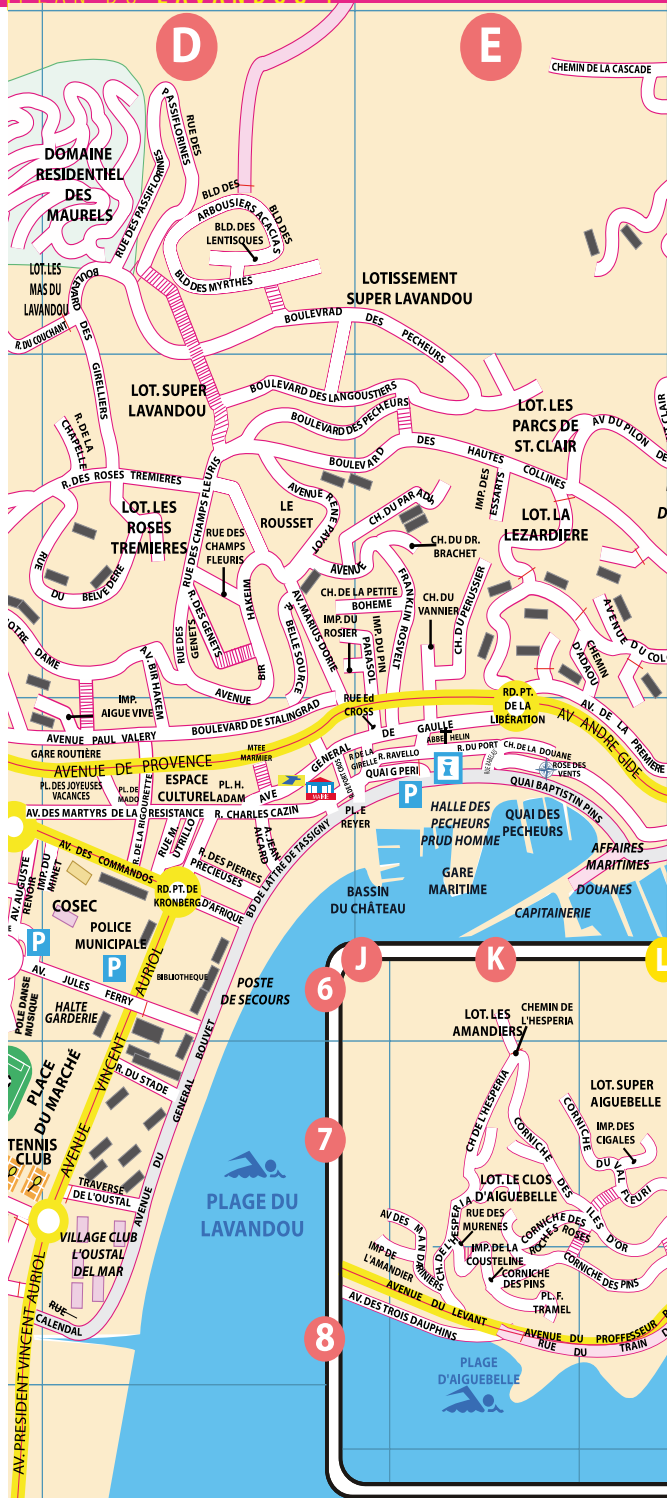 D
E
CHEMIN DE LA CASCADE
DOMAINE
RESIDENTIEL
DES
MAURELS
RUE DES PASSIFLORINES
PASSIFLORINES
RUE DES
BLD DES
ARBOUSIERS ACACIAS
BLD DES
BLD. DES
LENTISQUES
BLD DES MYRTHES
LOT. LES
MAS DU
LAVANDOU
BOULEVARD
DES
GIRELLIERS
R. DU COUCHANT
LOTISSEMENT
SUPER LAVANDOU
BOULEVRAD
DES
PECHEURS
LOT. SUPER
LAVANDOU
BOULEVARD DES LANGOUSTIERS
BOULEVARD DES PECHEURS
BOULEVARD
DES
HAUTES
COLLINES
LOT. LES
PARCS DE
ST. CLAIR
AV DU PILON
DE
R. DE LA
CHAPELLE
R. DES ROSES TREMIERES
LOT. LES
ROSES
TREMIERES
RUE
DU
BELVEDERE
RUE DES CHAMPS FLEURIS
RUE DES
CHAMPS
FLEURIS
LE
ROUSSET
AVENUE RENE PAYOT
CH. DU PARADIS
IMP. DES
ESSARTS
LOT. LA
LEZARDIERE
CH. DU DR.
BRACHET
AVENUE
FRANKLIN ROSVELT
CH. DE LA PETITE
BOHEME
CH. DU
VANNIER
CH. DU PERUSSIER
IMP. DU
ROSIER
IMP. DU PIN
PARASOL
AV. MARIUS DORIE
R. BELLE SOURCE
HAKEIM
BIR
AVENUE
R. DES GENETS
RUE DES
GENETS
AV. BIR HAKEM
OTRE DAME
AVENUE
DU COL
CHEMIN
D'ADAOU
IMP.
AIGUE VIVE
BOULEVARD DE STALINGRAD
RUE Ed
CROSS
RD. PT.
DE LA
LIBÉRATION
AV. DE LA PREMIERE
AV ANDRE GIDE
AVENUE PAUL VALERY
GARE ROUTIÈRE
AVENUE DE PROVENCE
MTEE
MARMIER
GENERAL
DE
GAULLE
ABBE HELIN
R. DE LA
GIRELLE
R. RAVELLO
R. DU PORT
CH. DE LA DOUANE
ROSE DES
VENTS
QUAI G PERI
QUAI BAPTISTIN PINS
PL. DES JOYEUSES
VACANCES
PL. DE
MADO
ESPACE
CULTUREL
PL. H.
ADAM
AVE
MAIRIE
P
i
AV. DES MARTYRS DE LA RESISTANCE
R. CHARLES CAZIN
PL. E
REYER
R. DE LA RIGOURETTE
RUE M.
UTRILLO
A. JEAN
AICARD
R. DES PIERRES
PRECIEUSES
BD DE LATTRE DE TASSIGNY
HALLE DES
PECHEURS
PRUD HOMME
QUAI DES
PECHEURS
AFFAIRES
MARITIMES
DOUANES
GARE
MARITIME
CAPITAINERIE
BASSIN
DU CHÂTEAU
AV. DES COMMANDOS
RD. PT. DE
KRONBERG
D'AFRIQUE
AV. AUGUSTE
RENOIR
IMP. DU
MINET
COSEC
POLICE
MUNICIPALE
P
P
BIBLIOTHEQUE
POSTE
DE SECOURS
AV. JULES FERRY
HALTE
GARDERIE
POLE DANSE
MUSIQUE
PLACE
DU MARCHÉ
TENNIS
CLUB
R. DU STADE
AVENUE VINCENT AURIOL
AVENUE DU GENERAL BOUVET
TRAVERSE
DE L'OUSTAL
VILLAGE CLUB
L'OUSTAL
DEL MAR
RUE
CALENDAL
AV. PRESIDENT VINCENT AURIOL
PLAGE DU
LAVANDOU
J
K
L
6
7
8
LOT. LES
AMANDIERS
CHEMIN DE
L'HESPERIA
CH DE L'HESPERIA
LOT. SUPER
AIGUEBELLE
CORNICHE
DU VAL
FLEURI
IMP. DES
CIGALES
CORNICHE
DES
ILES D'OR
LOT. LE CLOS
D'AIGUEBELLE
RUE DES
MURENES
CH. DE L'HESPERIA
CORNICHE DES
ROCHES ROSES
IMP. DE LA
COUSTELINE
CORNICHE
DES PINS
CORNICHE DES PINS
AV DES
MANDARINIERS
IMP DE
L'AMANDIER
PL. F.
TRAMEL
AVENUE DU LEVANT
AVENUE DU PROFFESSEUR
AV. DES TROIS DAUPHINS
RUE DU TRAIN
PLAGE
D'AIGUEBELLE